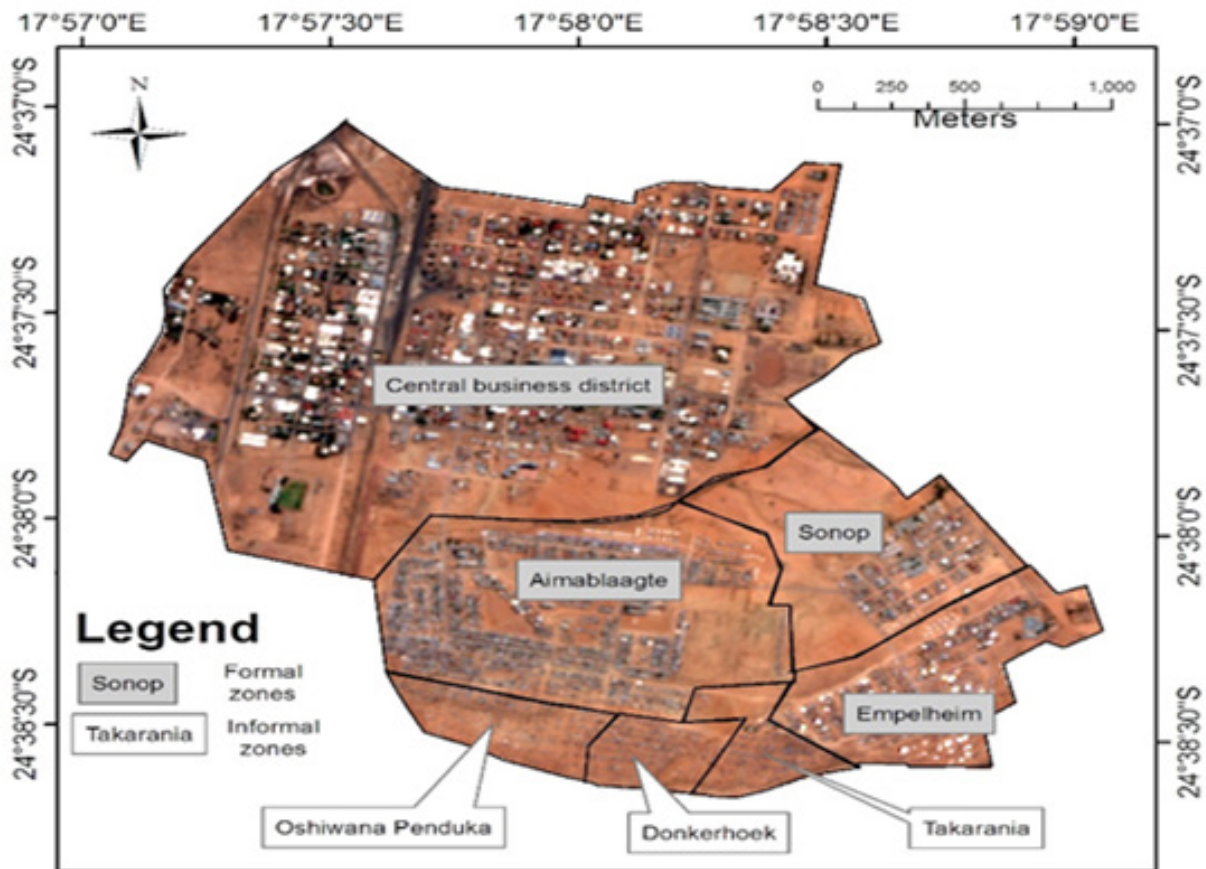 17°57'0"E 17°57'30"E 17°58'0"E 17°58'30"E 17°59'0"E
24°37'0"S
24°37'30"S
24°38'0"S
24°38'30"S
24°37'0"S
24°37'30"S
24°38'0"S
24°38'30"S
N
0 250 500 1,000
Meters
Central business district
Sonop
Aimablaagte
Empelheim
Legend
Sonop Formal zones
Takarania Informal zones
Oshiwana Penduka
Donkerhoek
Takarania